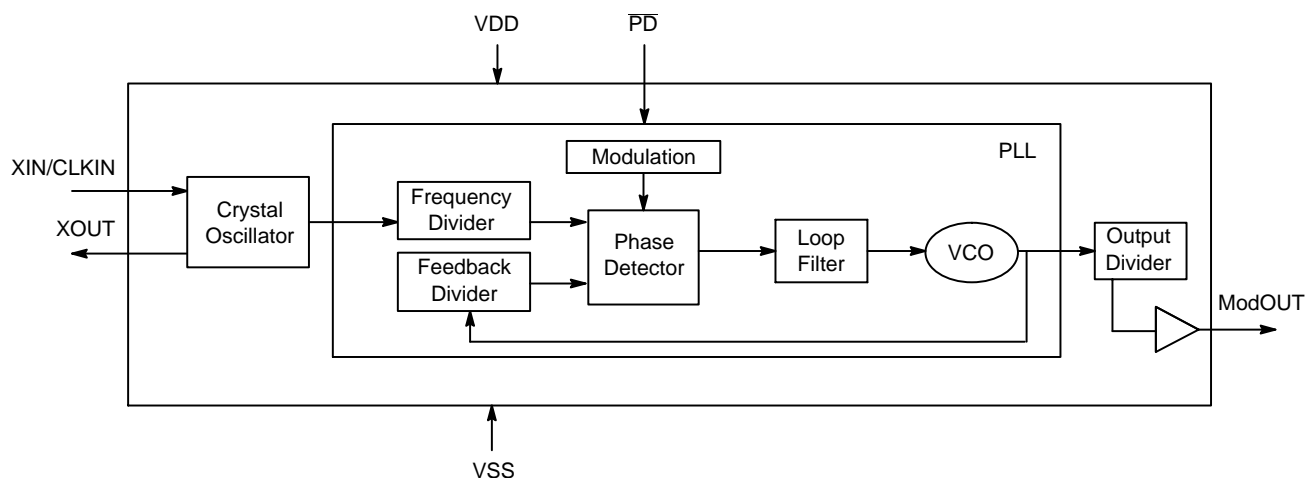 VDD
P̅D̅
Modulation
PLL
XIN/CLKIN
XOUT
Crystal
Oscillator
Frequency
Divider
Feedback
Divider
Phase
Detector
Loop
Filter
VCO
Output
Divider
ModOUT
VSS